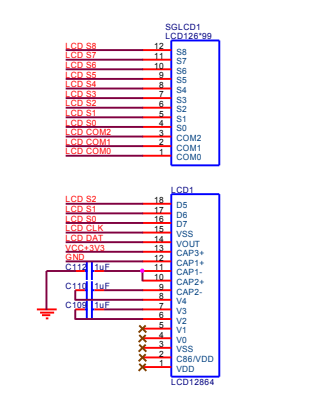 SGLCD1
LCD126*99
LCD S8 12 S8
LCD S7 11 S7
LCD S6 10 S6
LCD S5 9 S5
LCD S4 8 S4
LCD S3 7 S3
LCD S2 6 S2
LCD S1 5 S1
LCD S0 4 S0
LCD COM2 3 COM2
LCD COM1 2 COM1
LCD COM0 1 COM0
LCD1
LCD S2 18 D5
LCD S1 17 D6
LCD S0 16 D7
LCD CLK 15 VSS
LCD DAT 14 VOUT
VCC+3V3 13 CAP3+
GND 12 CAP1+
C112 1uF 11 CAP1-
10 CAP2+
C110 1uF 9 CAP2-
8 V4
C109 1uF 7 V3
6 V2
5 V1
4 V0
3 VSS
2 C86/VDD
1 VDD
LCD12864